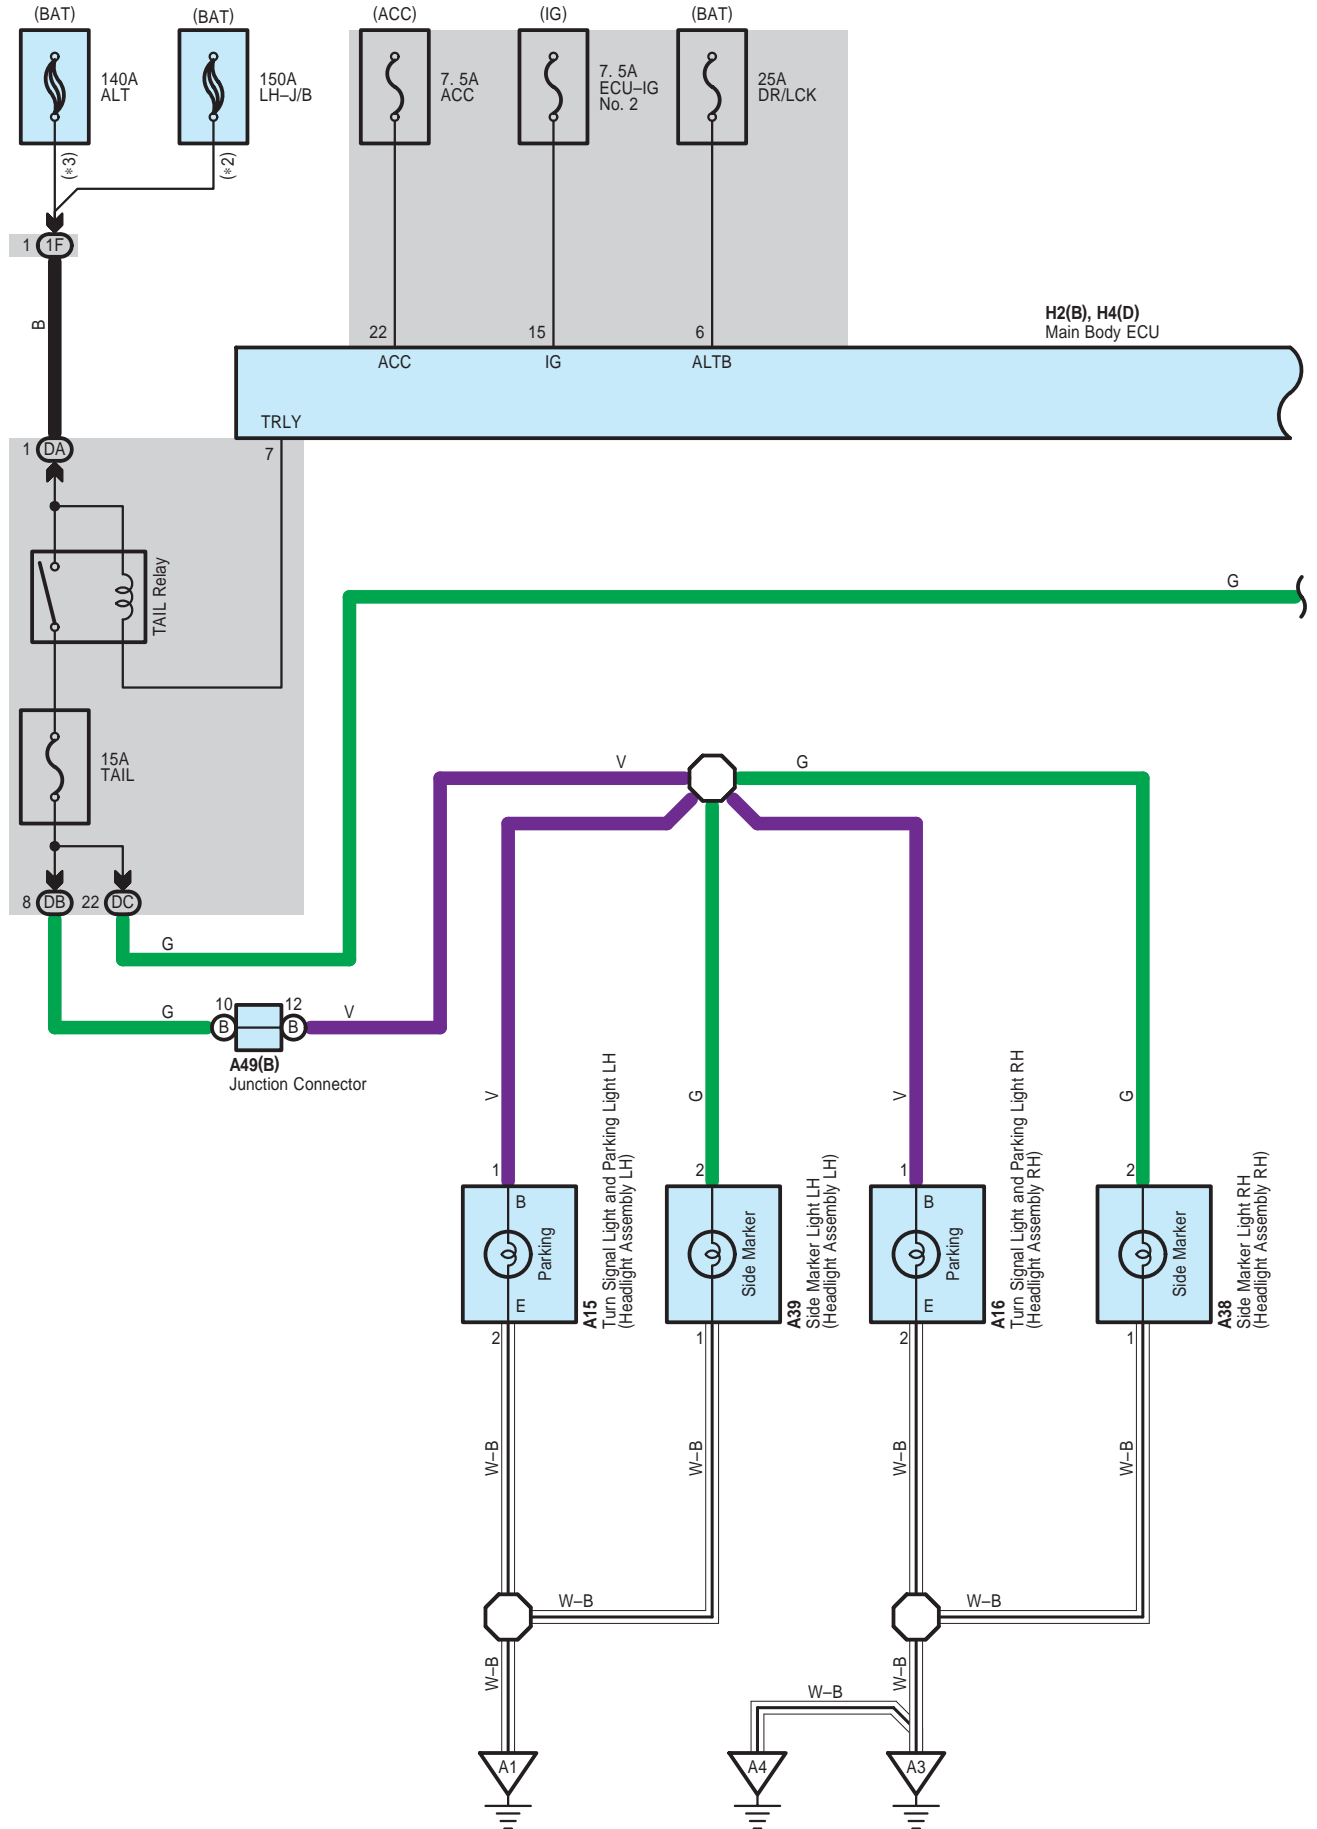 (BAT)
(BAT)
(ACC)
(IG)
(BAT)
140A
ALT
150A
LH–J/B
7. 5A
ACC
7. 5A
ECU–IG
No. 2
25A
DR/LCK
(*3)
(*2)
1
1F
B
22
15
6
H2(B), H4(D)
Main Body ECU
ACC
IG
ALTB
TRLY
7
1
DA
TAIL Relay
G
15A
TAIL
V
G
8
DB
22
DC
G
G
10
12
V
B
B
A49(B)
Junction Connector
V
G
V
G
1
2
1
2
B
Parking
E
A15
Turn Signal Light and Parking Light LH
(Headlight Assembly LH)
Side Marker
A39
Side Marker Light LH
(Headlight Assembly LH)
B
Parking
E
A16
Turn Signal Light and Parking Light RH
(Headlight Assembly RH)
Side Marker
A38
Side Marker Light RH
(Headlight Assembly RH)
2
1
2
1
W–B
W–B
W–B
W–B
W–B
W–B
W–B
W–B
W–B
A1
A4
A3